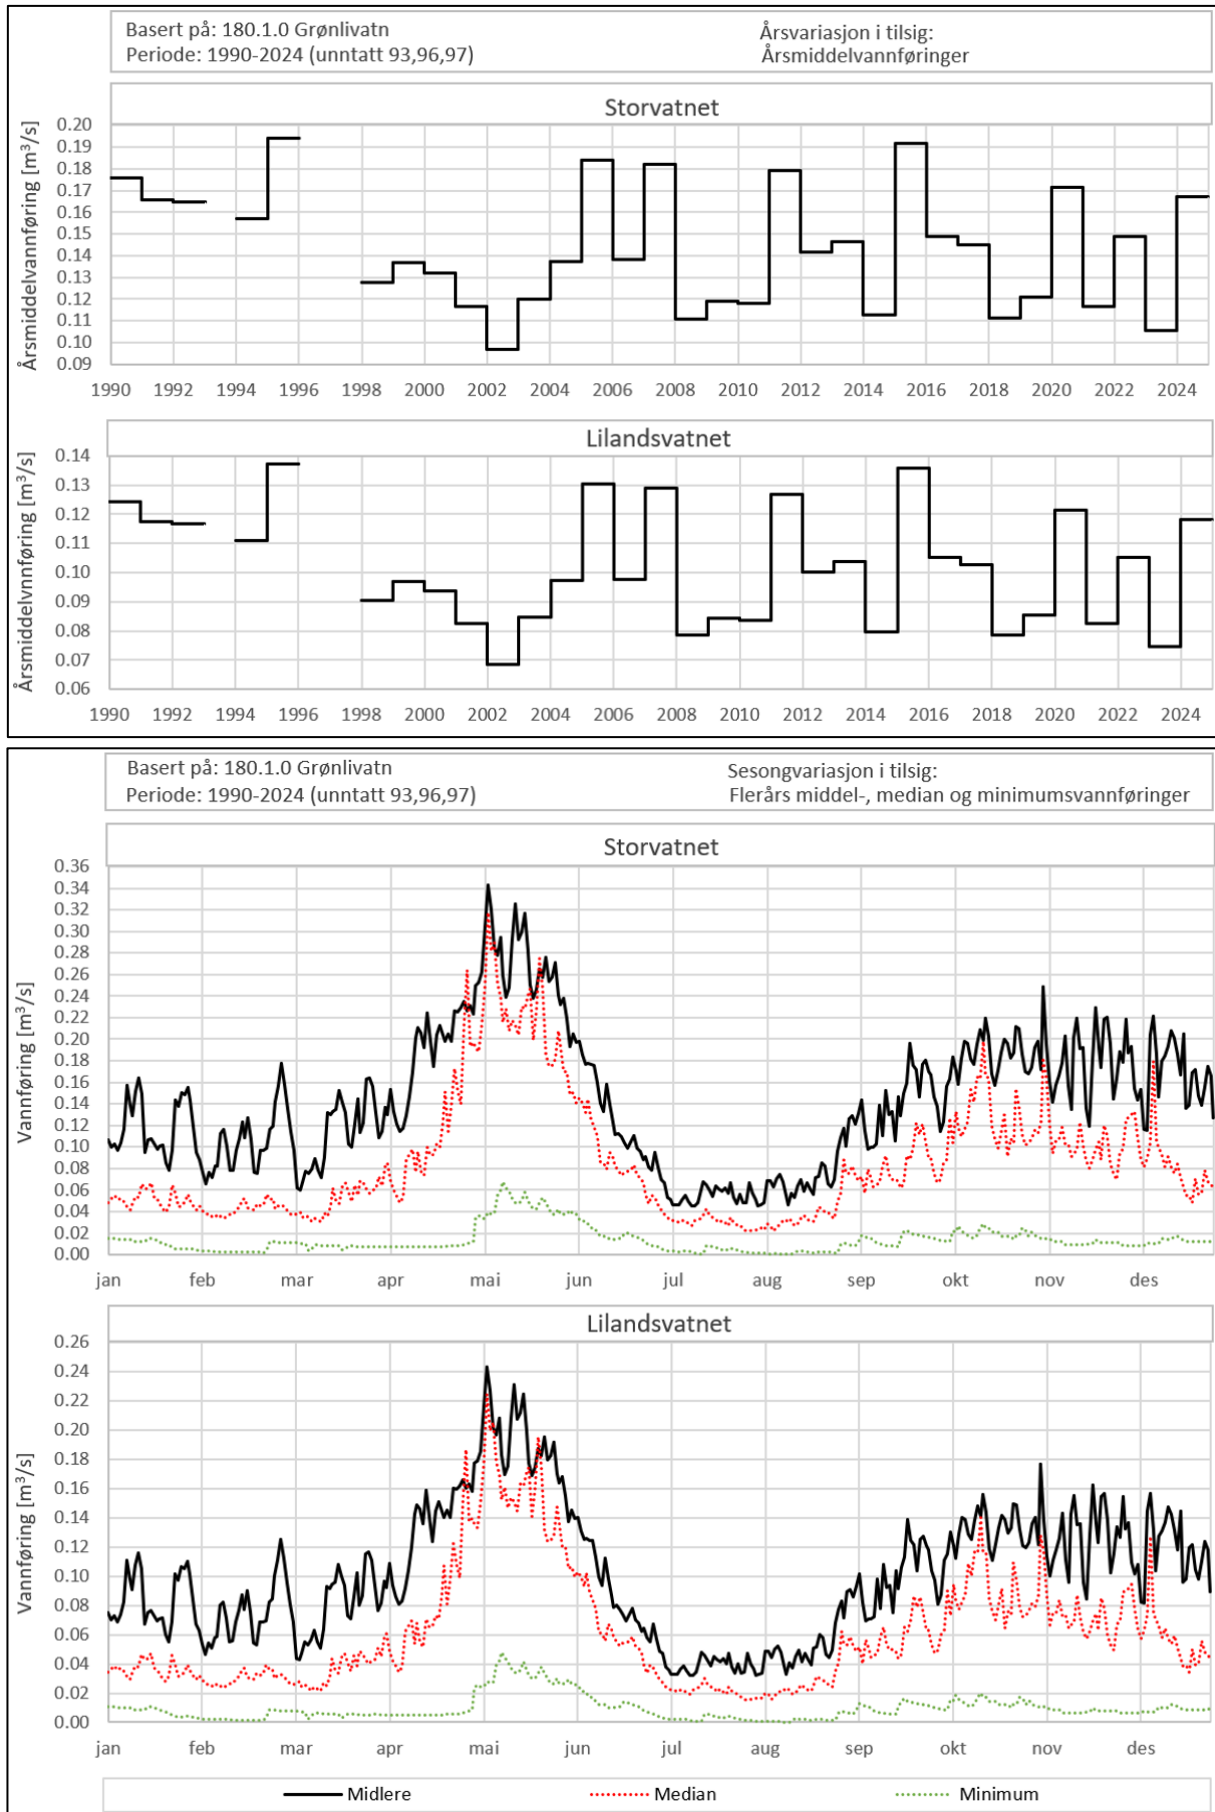 Basert på: 180.1.0 Grønlivatn
Periode: 1990-2024 (unntatt 93,96,97)
Årsvariasjon i tilsig:
Årsmiddelvannføringer
Storvatnet
Årsmiddelvannføring [m³/s]
0.20
0.19
0.18
0.17
0.16
0.15
0.14
0.13
0.12
0.11
0.10
0.09
1990 1992 1994 1996 1998 2000 2002 2004 2006 2008 2010 2012 2014 2016 2018 2020 2022 2024
Lilandsvatnet
Årsmiddelvnnføring [m³/s]
0.14
0.13
0.12
0.11
0.10
0.09
0.08
0.07
0.06
1990 1992 1994 1996 1998 2000 2002 2004 2006 2008 2010 2012 2014 2016 2018 2020 2022 2024
Basert på: 180.1.0 Grønlivatn
Periode: 1990-2024 (unntatt 93,96,97)
Sesongvariasjon i tilsig:
Flerårs middel-, median og minimumsvannføringer
Storvatnet
Vannføring [m³/s]
0.36
0.34
0.32
0.30
0.28
0.26
0.24
0.22
0.20
0.18
0.16
0.14
0.12
0.10
0.08
0.06
0.04
0.02
0.00
jan feb mar apr mai jun jul aug sep okt nov des
Lilandsvatnet
Vannføring [m³/s]
0.26
0.24
0.22
0.20
0.18
0.16
0.14
0.12
0.10
0.08
0.06
0.04
0.02
0.00
jan feb mar apr mai jun jul aug sep okt nov des
Midlere Median Minimum